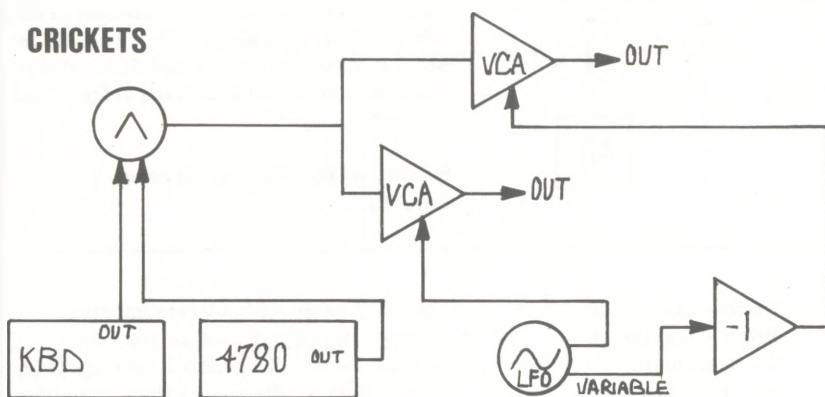 CRICKETS
VCA
OUT
VCA
OUT
KBD
OUT
4780
OUT
LFO
VARIABLE
-1